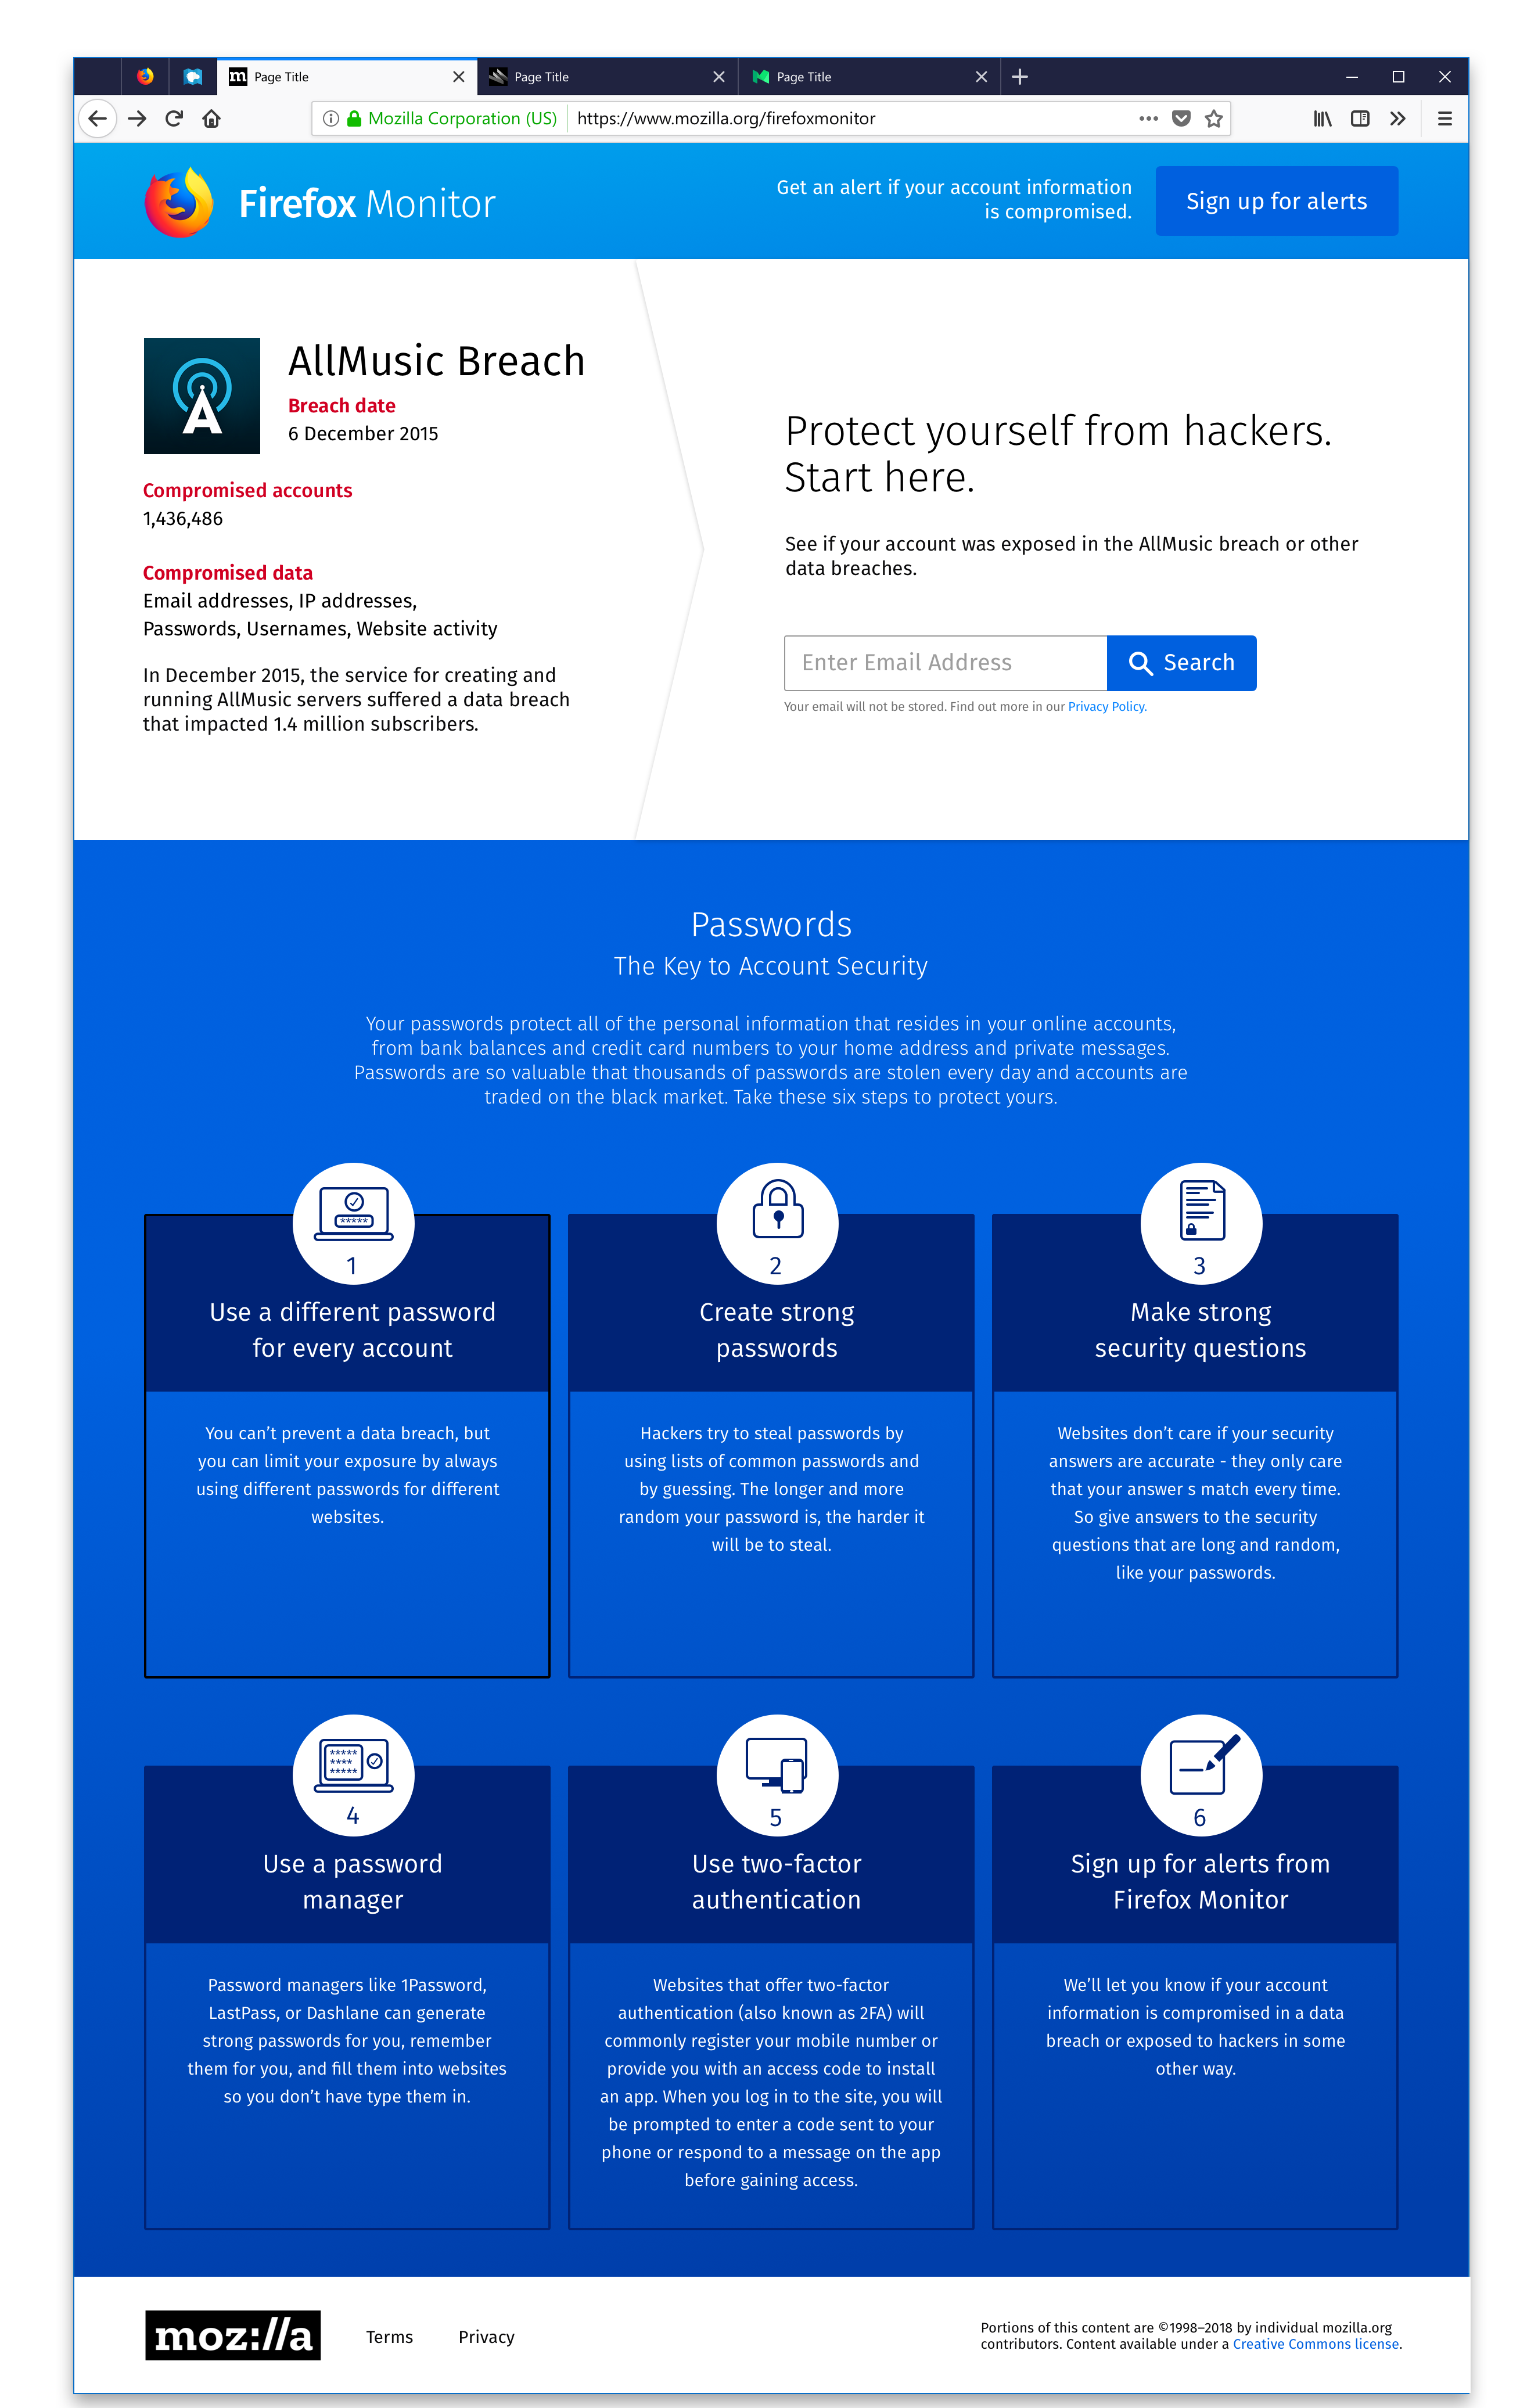 Page Title
Page Title
Page Title
Mozilla Corporation (US)
https://www.mozilla.org/firefoxmonitor
Firefox Monitor
Get an alert if your account information
is compromised.
Sign up for alerts
A
AllMusic Breach
Breach date
6 December 2015
Compromised accounts
1,436,486
Compromised data
Email addresses, IP addresses,
Passwords, Usernames, Website activity
In December 2015, the service for creating and
running AllMusic servers suffered a data breach
that impacted 1.4 million subscribers.
Protect yourself from hackers.
Start here.
See if your account was exposed in the AllMusic breach or other
data breaches.
Enter Email Address
Search
Your email will not be stored. Find out more in our Privacy Policy.
Passwords
The Key to Account Security
Your passwords protect all of the personal information that resides in your online accounts,
from bank balances and credit card numbers to your home address and private messages.
Passwords are so valuable that thousands of passwords are stolen every day and accounts are
traded on the black market. Take these six steps to protect yours.
*****
1
Use a different password
for every account
You can’t prevent a data breach, but
you can limit your exposure by always
using different passwords for different
websites.
2
Create strong
passwords
Hackers try to steal passwords by
using lists of common passwords and
by guessing. The longer and more
random your password is, the harder it
will be to steal.
3
Make strong
security questions
Websites don’t care if your security
answers are accurate - they only care
that your answer s match every time.
So give answers to the security
questions that are long and random,
like your passwords.
*****
****
*****
4
Use a password
manager
Password managers like 1Password,
LastPass, or Dashlane can generate
strong passwords for you, remember
them for you, and fill them into websites
so you don’t have type them in.
5
Use two-factor
authentication
Websites that offer two-factor
authentication (also known as 2FA) will
commonly register your mobile number or
provide you with an access code to install
an app. When you log in to the site, you will
be prompted to enter a code sent to your
phone or respond to a message on the app
before gaining access.
6
Sign up for alerts from
Firefox Monitor
We’ll let you know if your account
information is compromised in a data
breach or exposed to hackers in some
other way.
moz://a
Terms
Privacy
Portions of this content are ©1998–2018 by individual mozilla.org
contributors. Content available under a Creative Commons license.